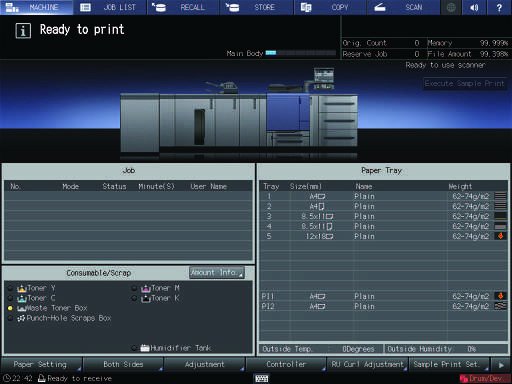 MACHINE JOB LIST RECALL STORE COPY SCAN ?
i Ready to print
Main Body
Orig. Count 0 Memory 99.999%
Reserve Job 0 File Amount 99.398%
Ready to use scanner
Execute Sample Print
Job
No. Mode Status Minute(S) User Name
Paper Tray
Tray Size(mm) Name Weight
1 A4 Plain 62-74g/m2
2 A4 Plain 62-74g/m2
3 8.5x11 Plain 62-74g/m2
4 8.5x11 Plain 62-74g/m2
5 12x18 Plain 62-74g/m2
PI1 A4 Plain 62-74g/m2
PI2 A4 Plain 62-74g/m2
Outside Temp. : 0Degrees Outside Humidity: 0%
Consumable/Scrap Amount Info.
Toner Y Toner M
Toner C Toner K
Waste Toner Box
Punch-Hole Scraps Box
Humidifier Tank
Paper Setting Both Sides Adjustment Controller RU Curl Adjustment Sample Print Set.
22:42 Ready to receive Drum/Dev.